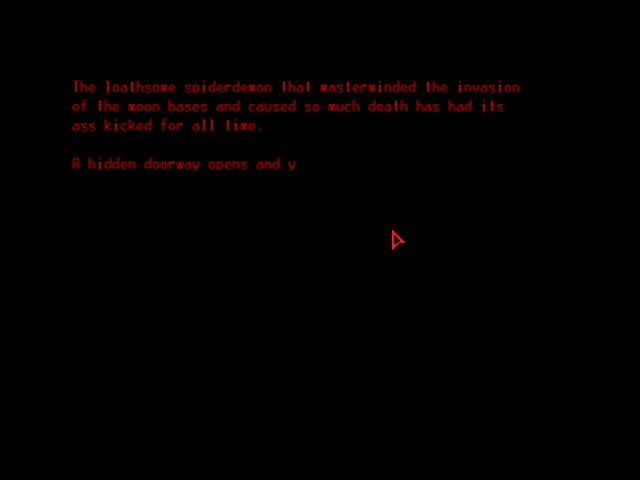 The loathsome spiderdemon that masterminded the invasion
of the moon bases and caused so much death has had its
ass kicked for all time.
A hidden doorway opens and y